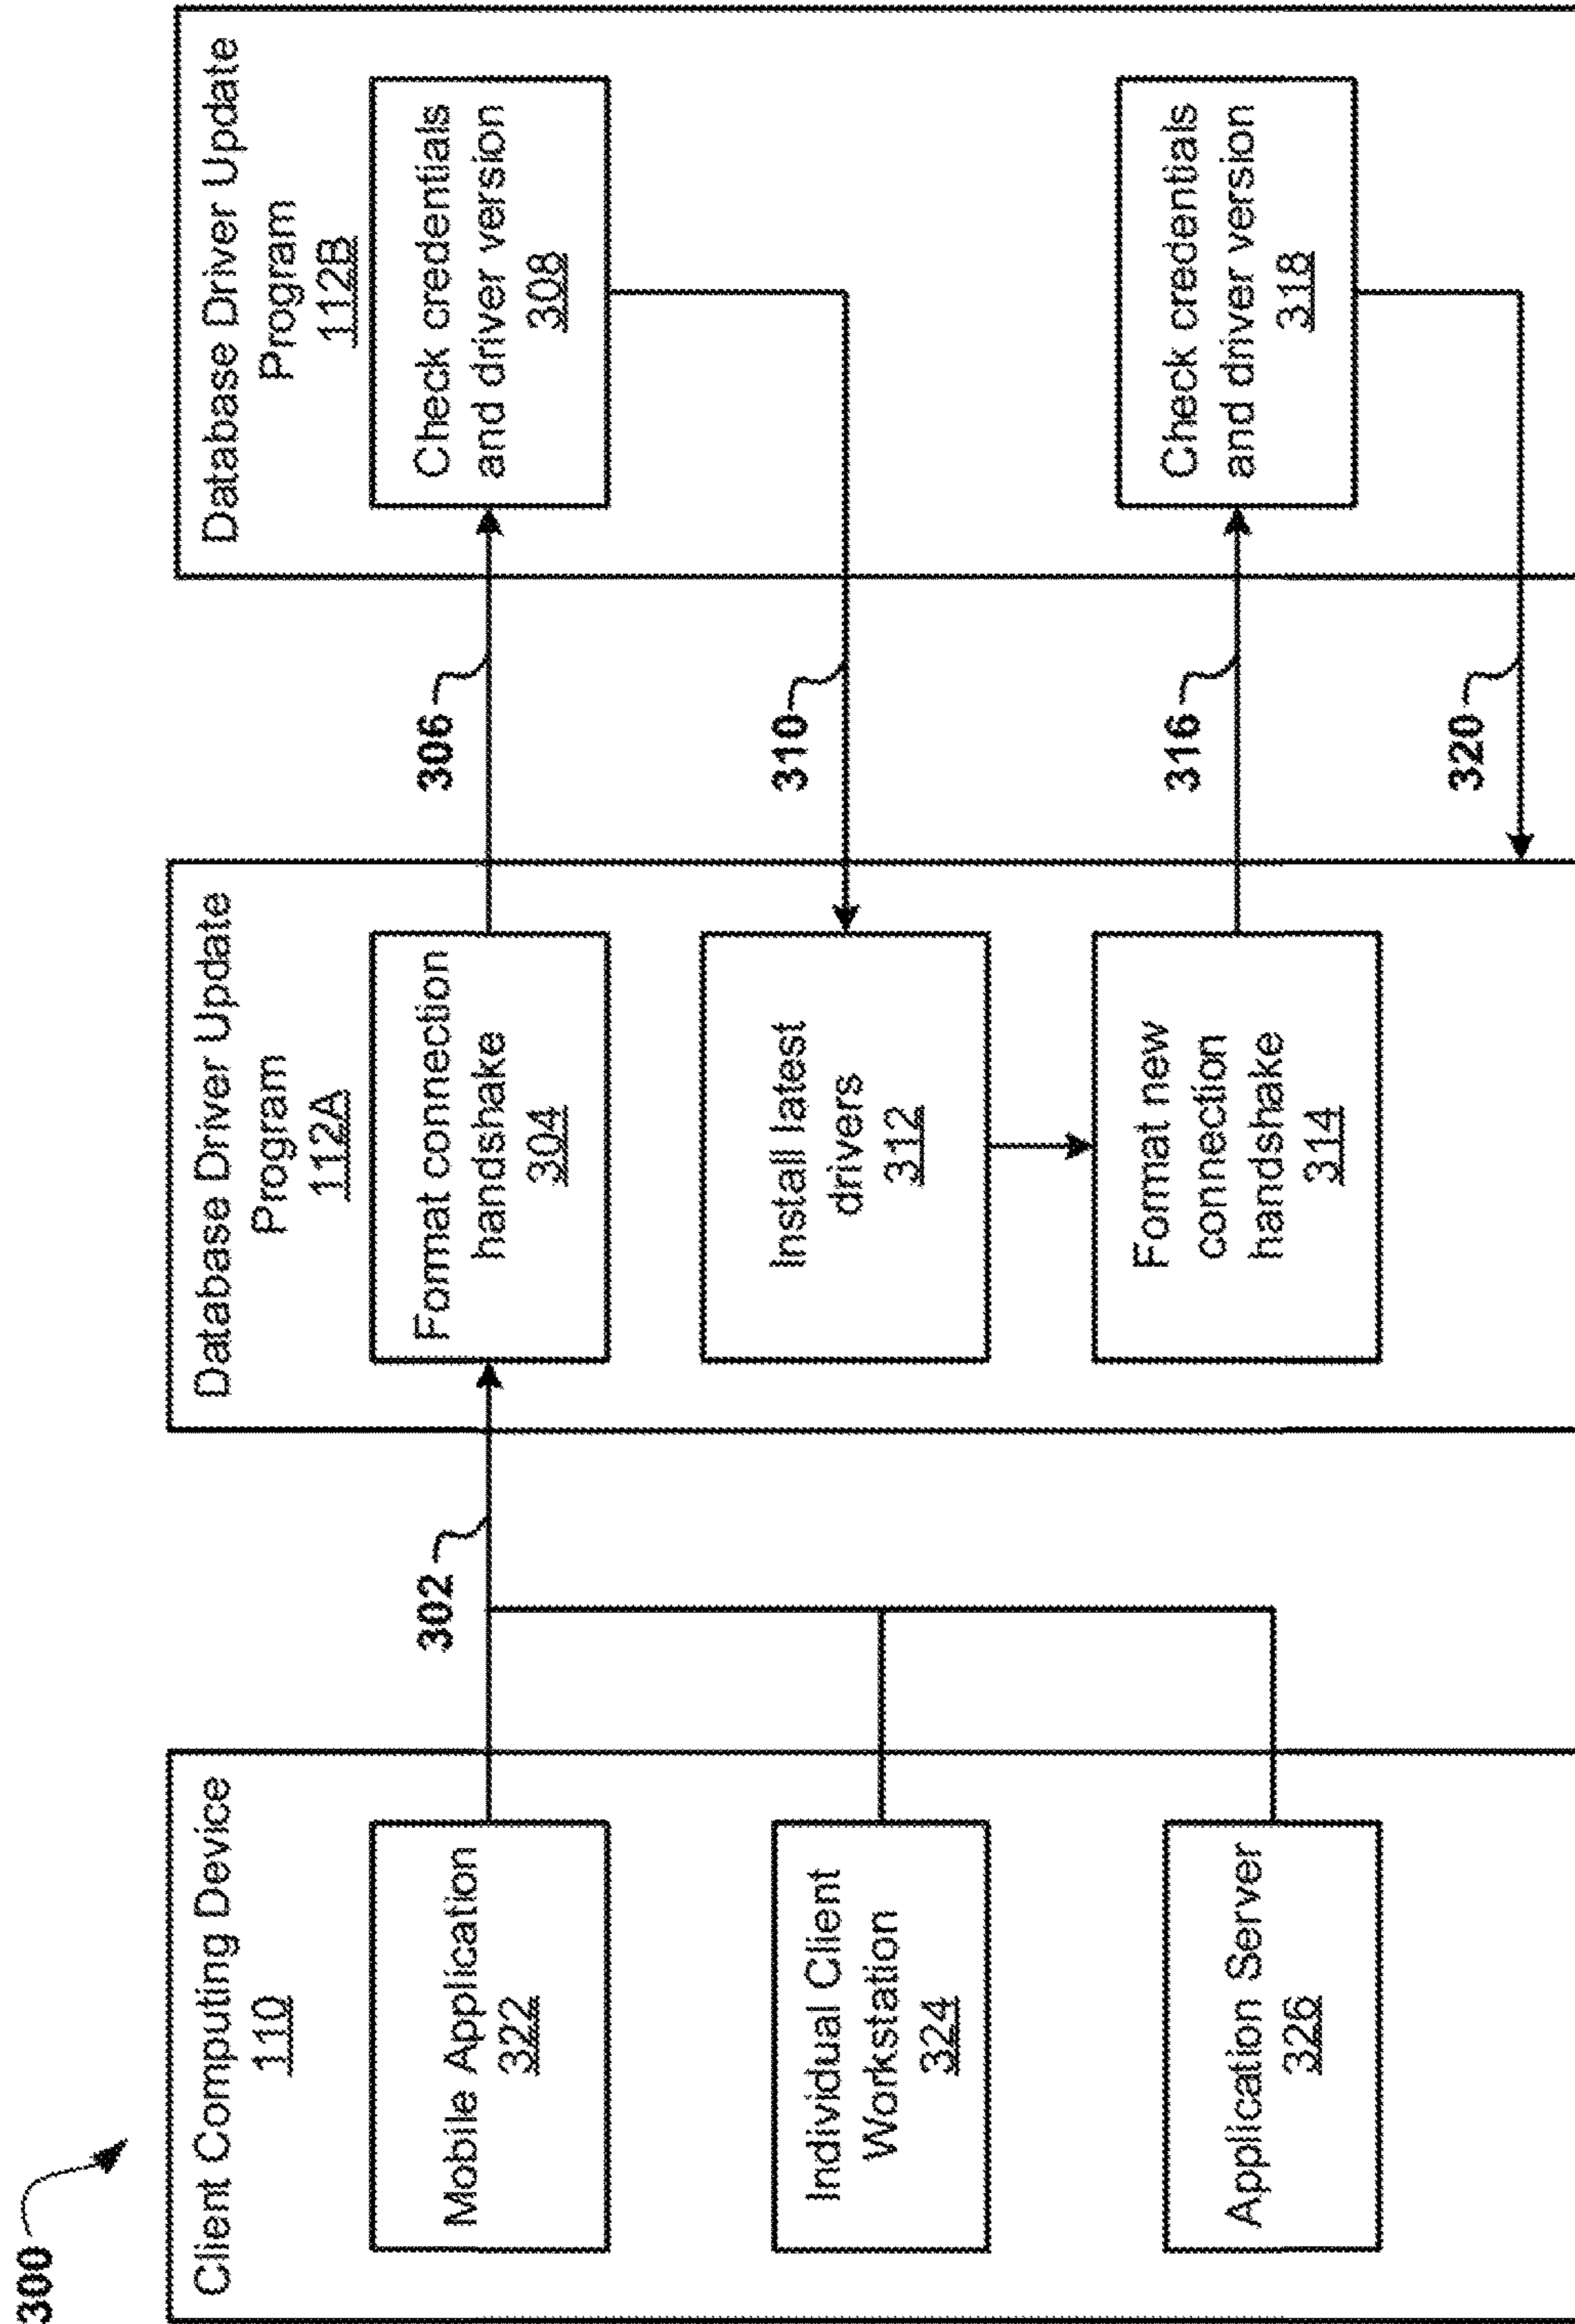 300
Client Computing Device
110
Mobile Application
322
Individual Client
Workstation
324
Application Server
326
302
Database Driver Update
Program
112A
Format connection
handshake
304
Install latest
drivers
312
Format new
connection
handshake
314
306
310
316
320
Database Driver Update
Program
112B
Check credentials
and driver version
308
Check credentials
and driver version
318